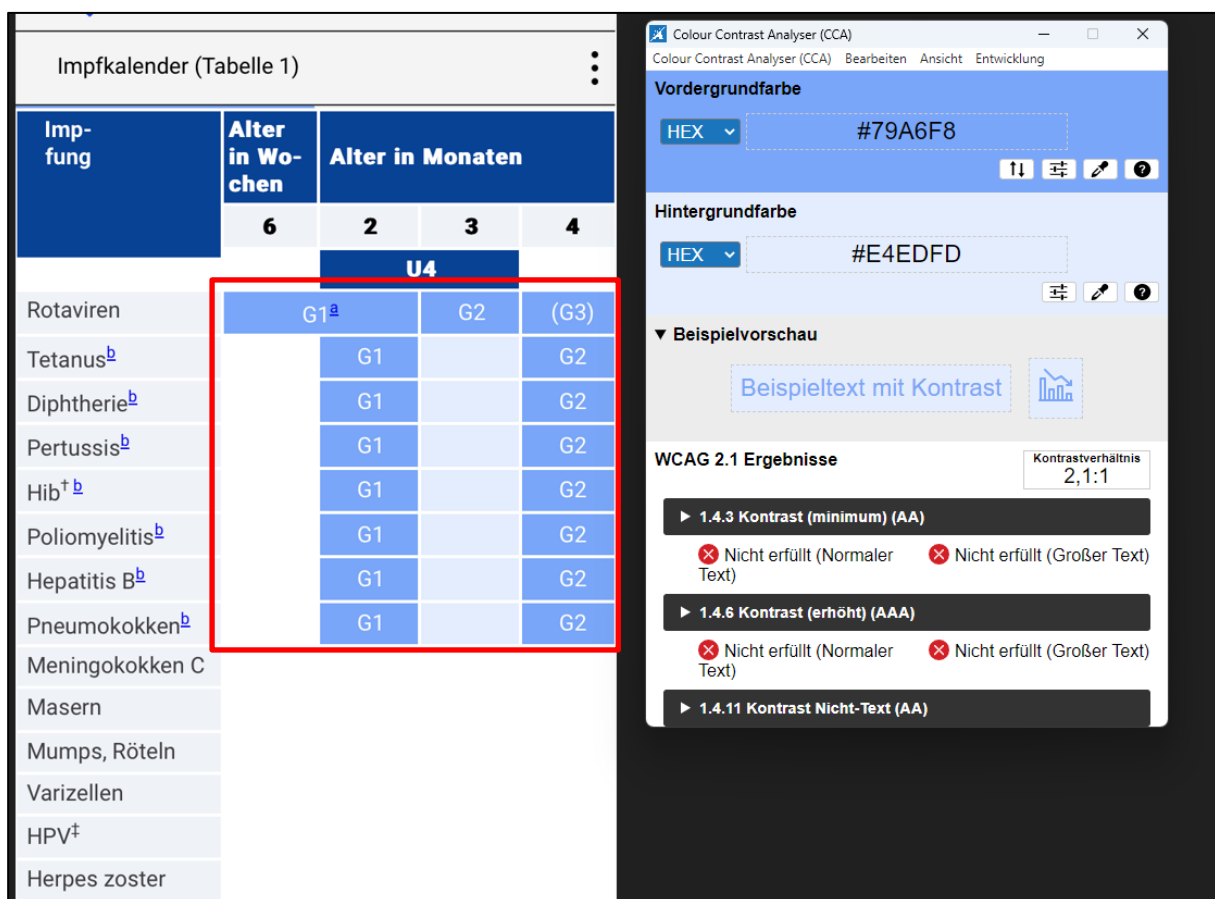 Impfkalender (Tabelle 1)
Imp-
fung
Alter
in Wo-
chen
Alter in Monaten
6 2 3 4
U4
Rotaviren G1a G2 (G3)
Tetanusb G1 G2
Diphtherieb G1 G2
Pertussisb G1 G2
Hib† b G1 G2
Poliomyelitisb G1 G2
Hepatitis Bb G1 G2
Pneumokokkenb G1 G2
Meningokokken C
Masern
Mumps, Röteln
Varizellen
HPV‡
Herpes zoster
Colour Contrast Analyser (CCA)
Colour Contrast Analyser (CCA) Bearbeiten Ansicht Entwicklung
Vordergrundfarbe
HEX #79A6F8
Hintergrundfarbe
HEX #E4EDFD
▼ Beispielvorschau
Beispieltext mit Kontrast
WCAG 2.1 Ergebnisse
Kontrastverhältnis
2,1:1
▶ 1.4.3 Kontrast (minimum) (AA)
Nicht erfüllt (Normaler
Text)
Nicht erfüllt (Großer Text)
▶ 1.4.6 Kontrast (erhöht) (AAA)
Nicht erfüllt (Normaler
Text)
Nicht erfüllt (Großer Text)
▶ 1.4.11 Kontrast Nicht-Text (AA)